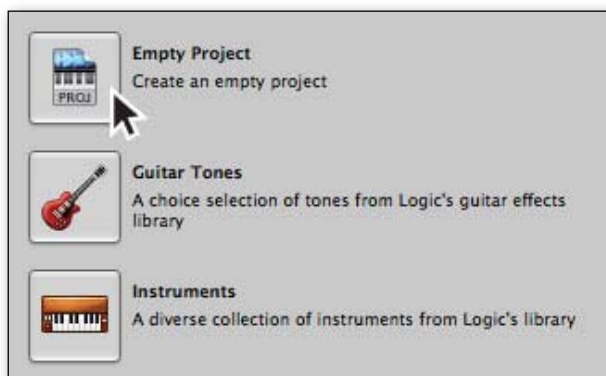 Empty Project
Create an empty project
PROJ
Guitar Tones
A choice selection of tones from Logic's guitar effects
library
Instruments
A diverse collection of instruments from Logic's library